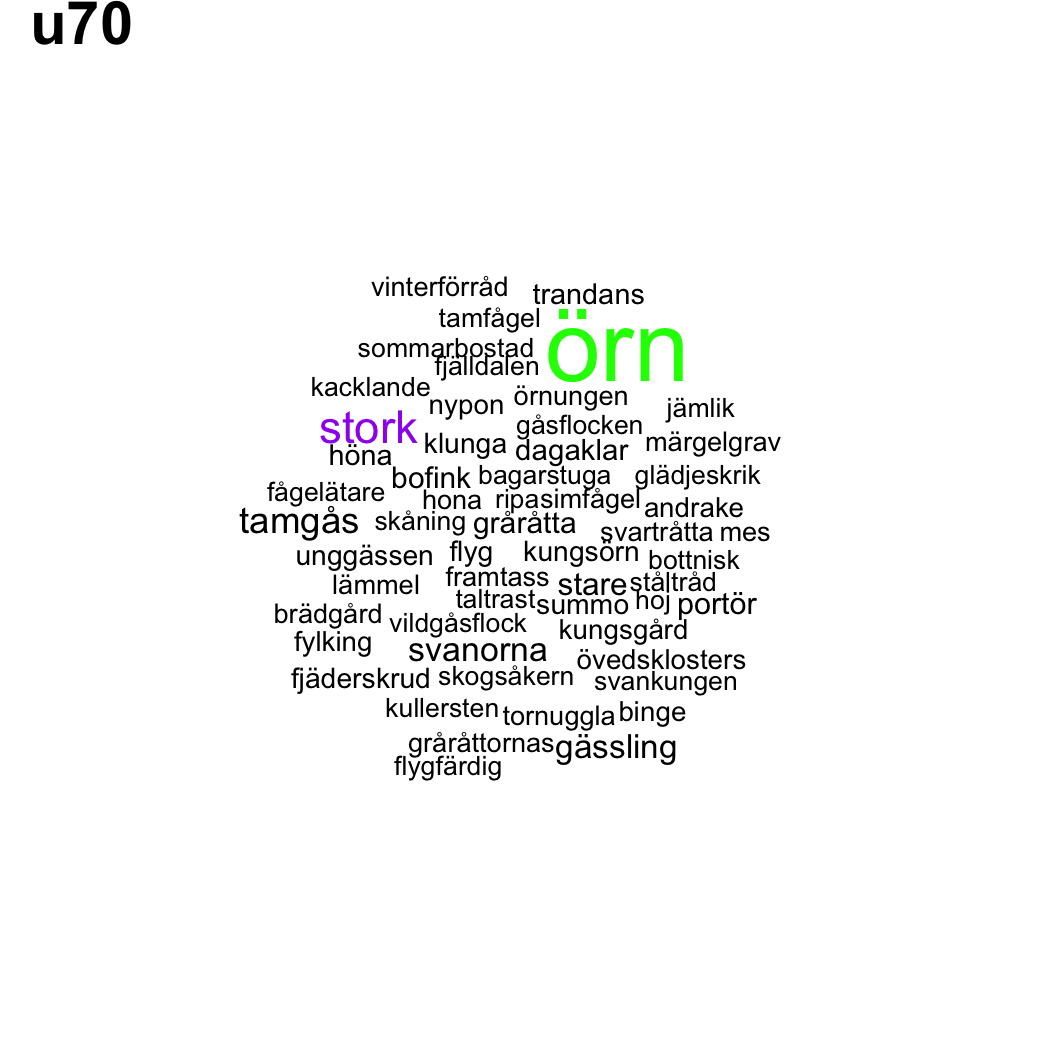 u70
vinterförråd trandans
tamfågel örn
sommarbostad
fjälldalen
kacklande nypon örnungen jämlik
stork klunga gåsflocken märgelgrav
höna dagaklar
bofink bagarstuga glädjeskrik
fågelätare hona ripasimfågel andrake
tamgås skåning gråråtta svartråtta mes
unggässen flyg kungsörn bottnisk
lämmel framtass stare ståltråd
taltrast summo hoj portör
brädgård vildgåsflock kungsgård
fylking svanorna övedsklosters
fjäderskrud skogsåkern svankungen
kullersten tornuggla binge
gråråttornas gässling
flygfärdig